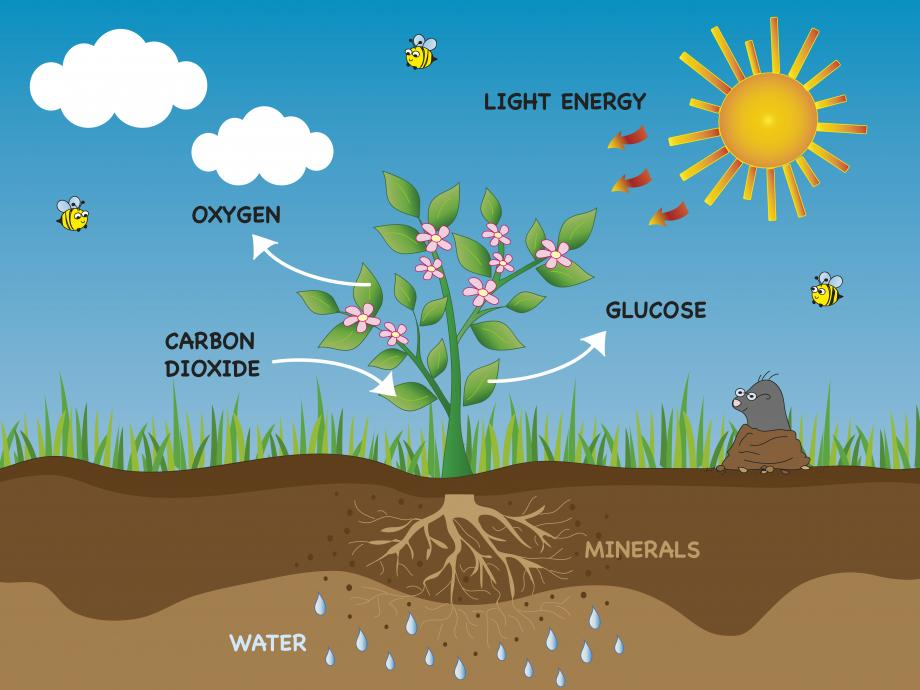 LIGHT ENERGY
OXYGEN
GLUCOSE
CARBON
DIOXIDE
MINERALS
WATER